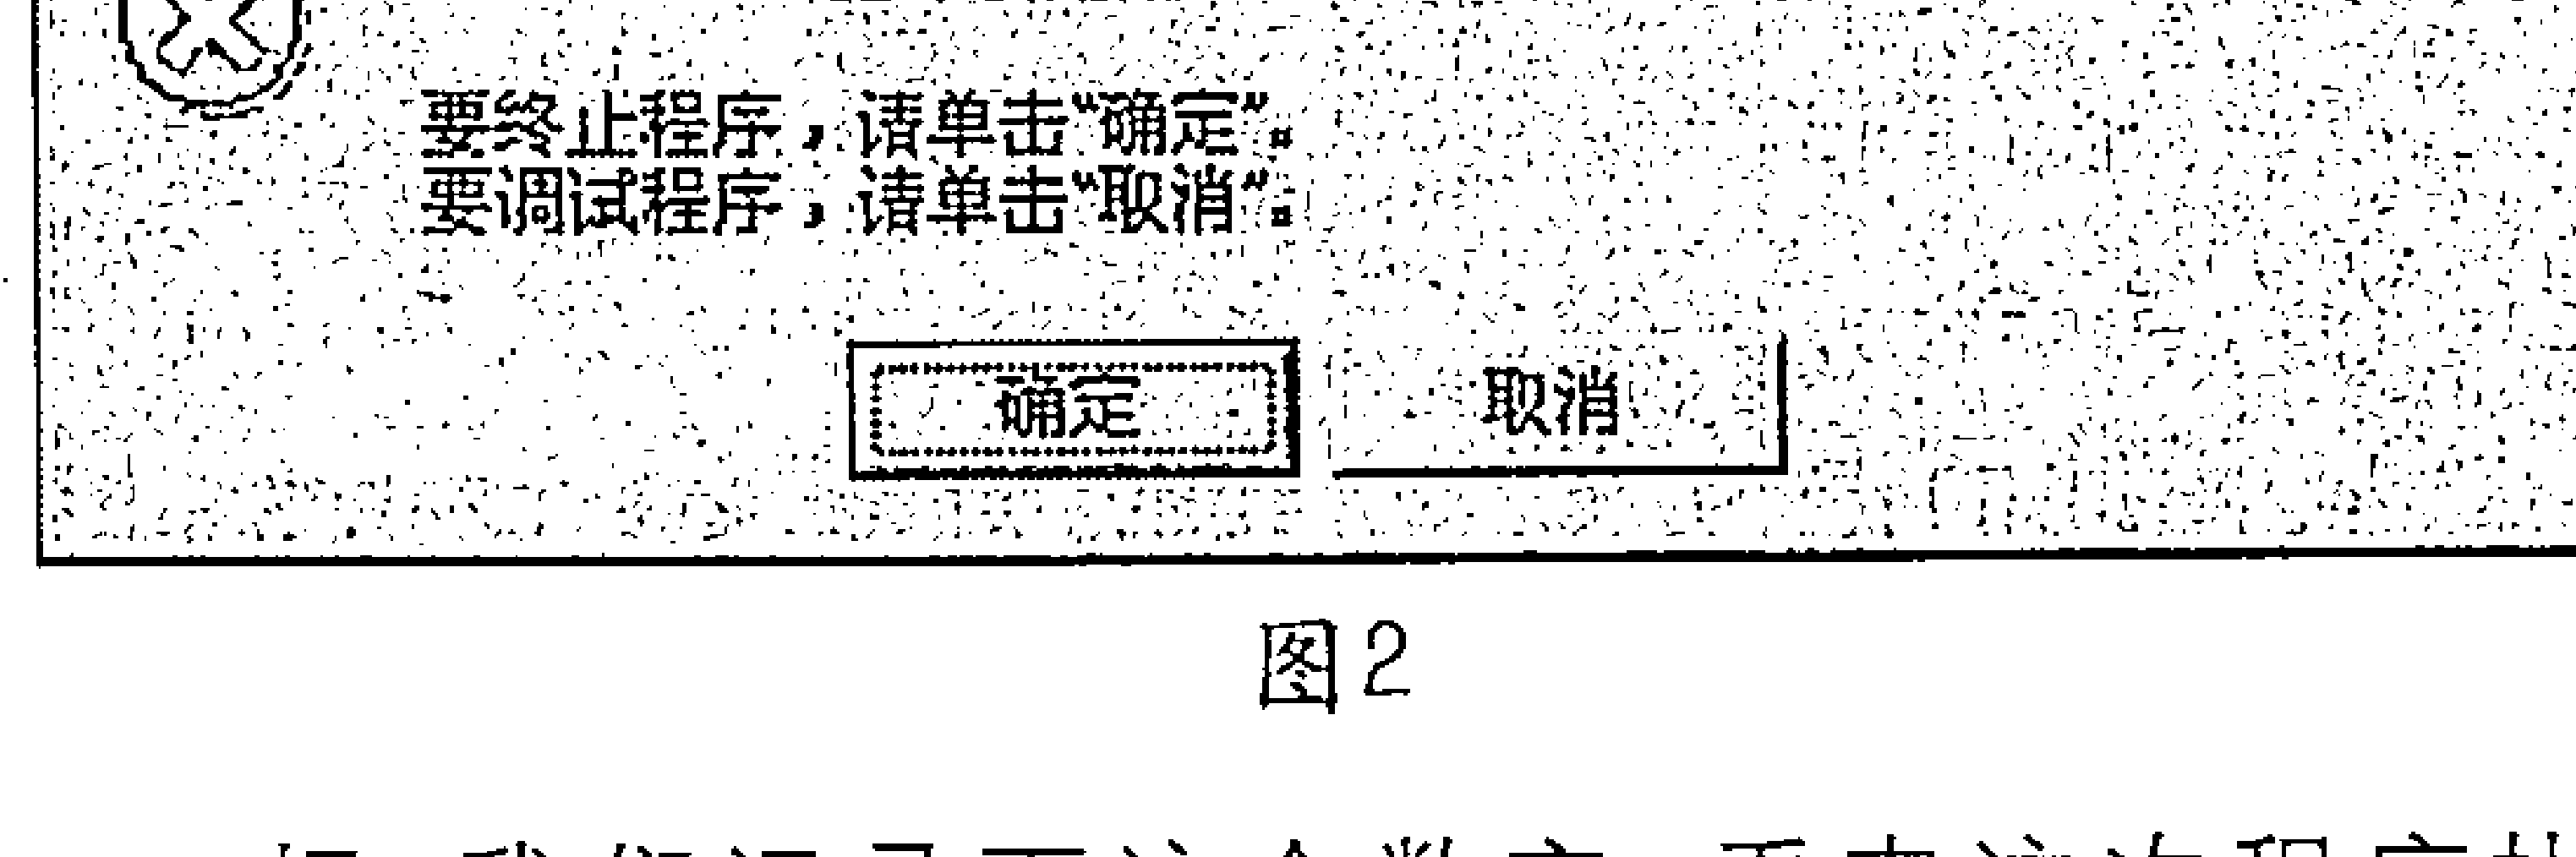 要终止程序，请单击“确定”。
要调试程序，请单击“取消”。
确定 取消
图2